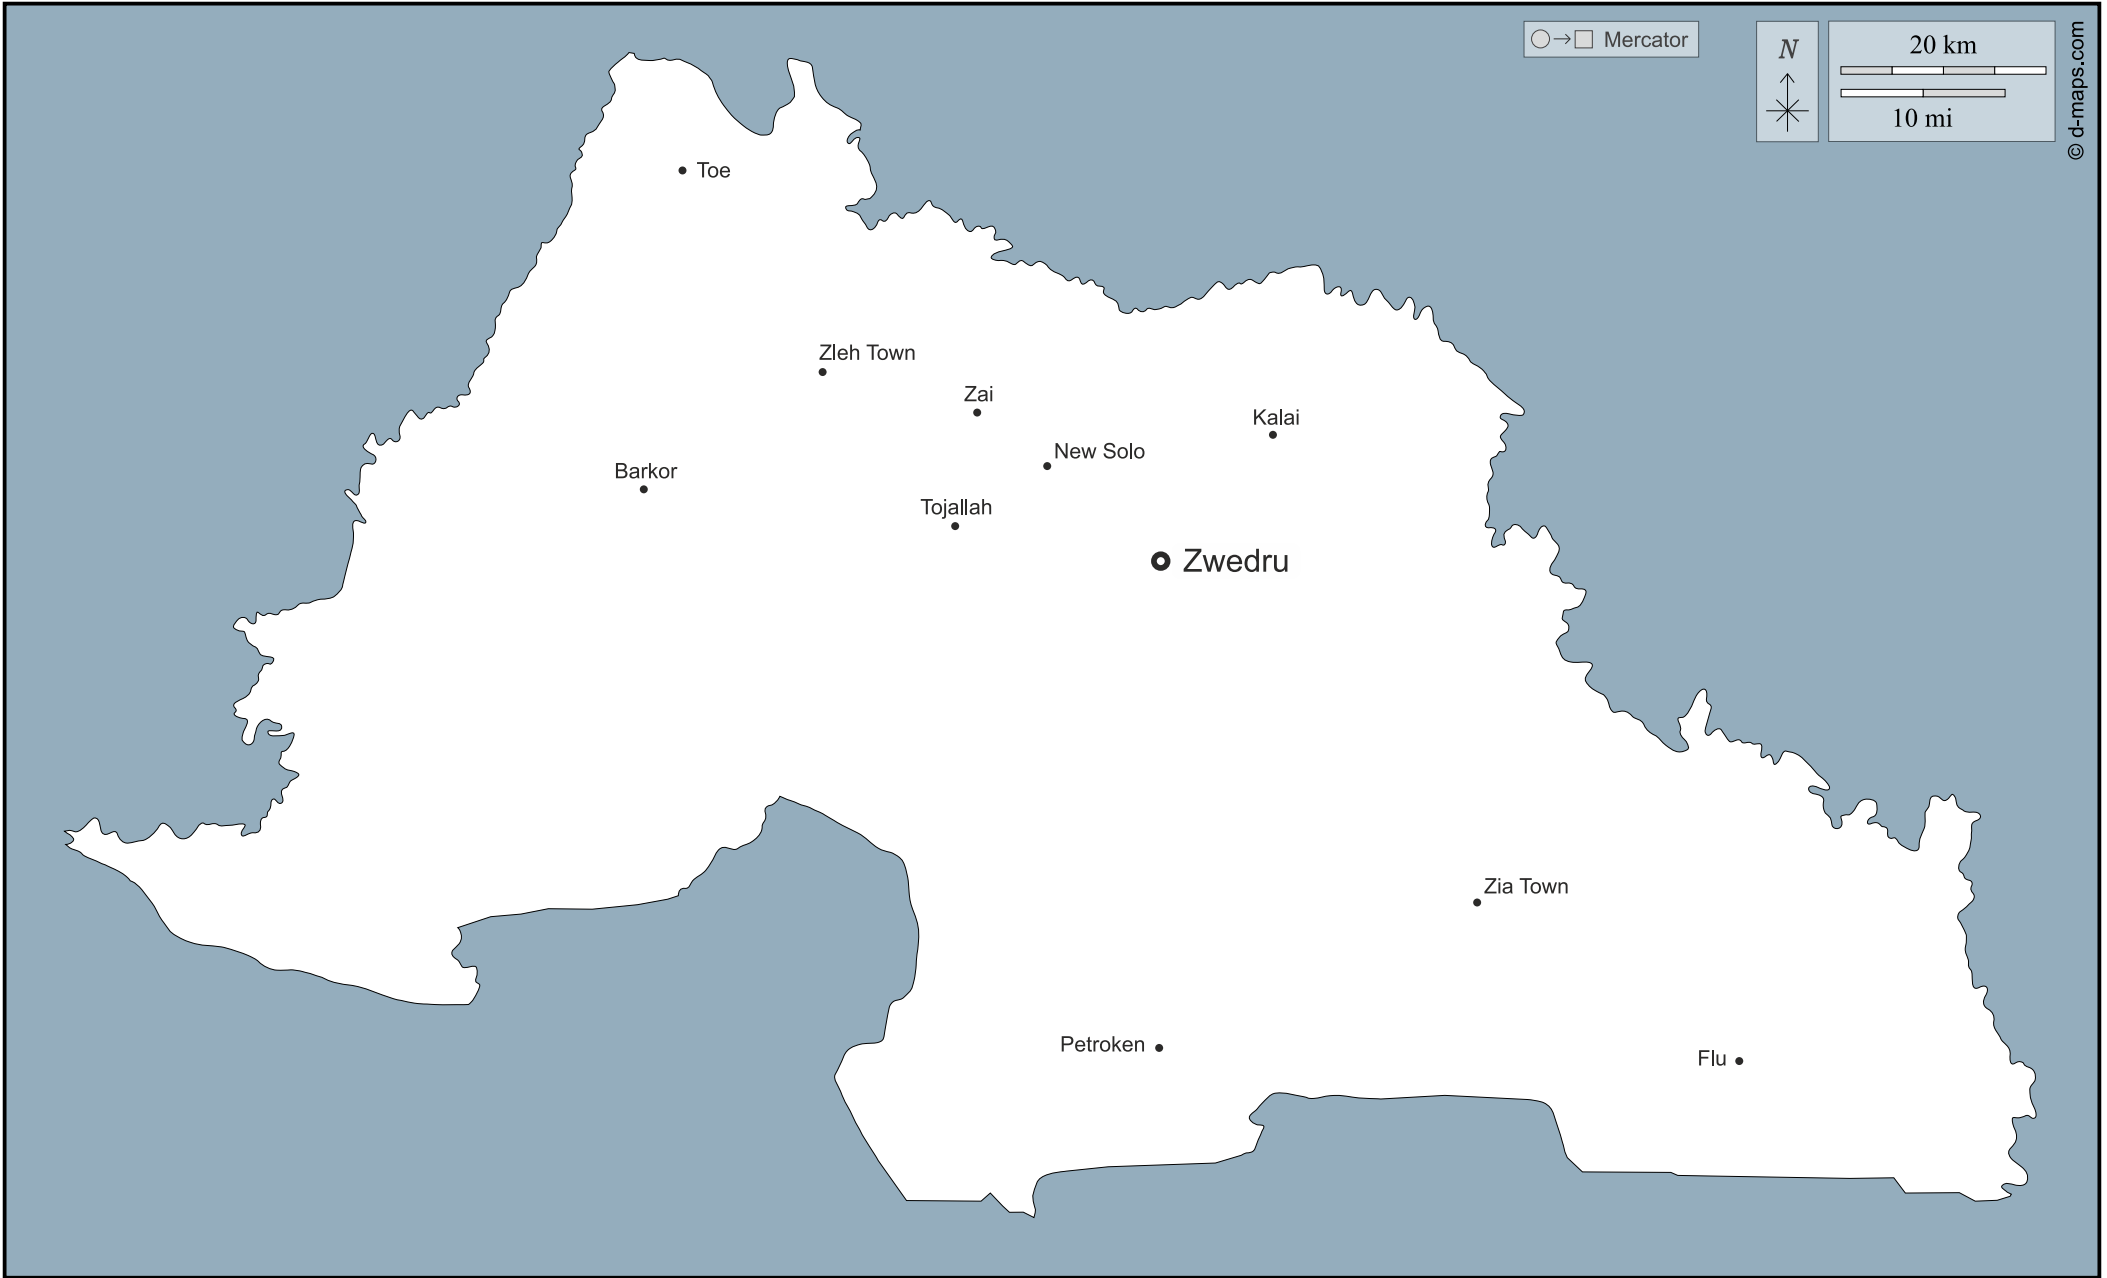 Mercator
N
20 km
10 mi
© d-maps.com
Toe
Zleh Town
Zai
Kalai
New Solo
Barkor
Tojallah
Zwedru
Zia Town
Petroken
Flu